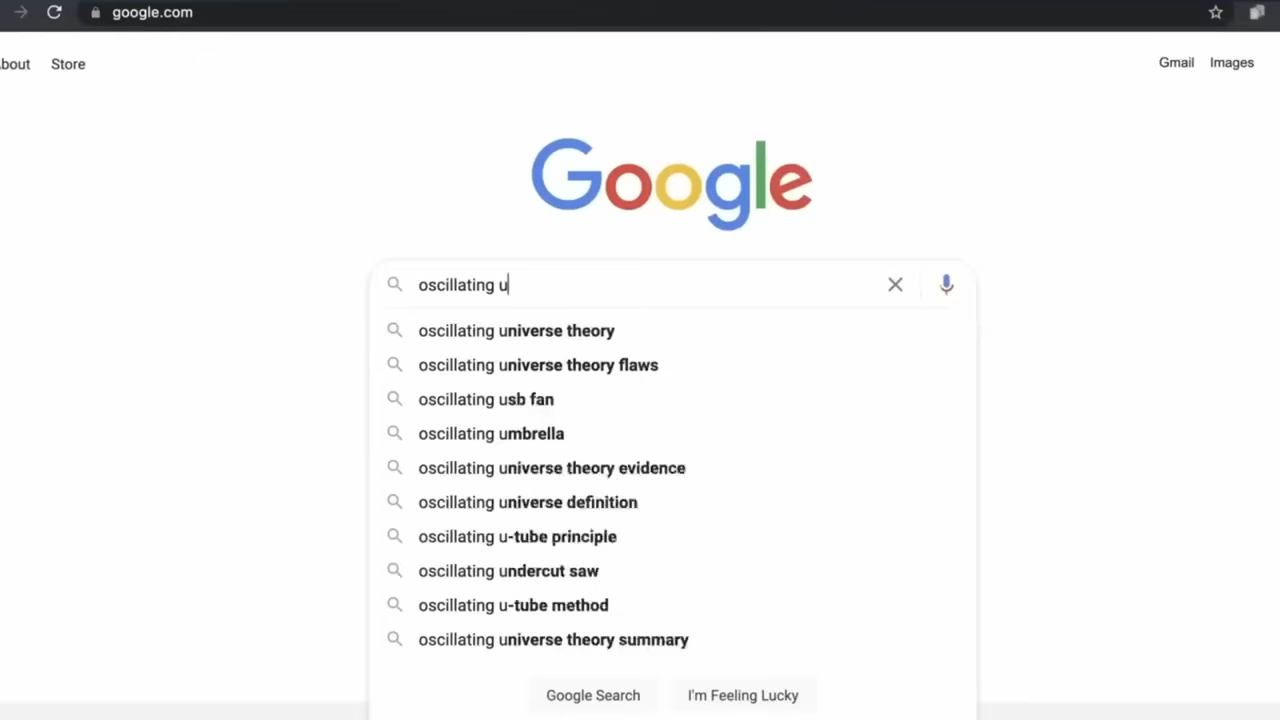 google.com
bout Store
Gmail Images
Google
oscillating u
oscillating universe theory
oscillating universe theory flaws
oscillating usb fan
oscillating umbrella
oscillating universe theory evidence
oscillating universe definition
oscillating u-tube principle
oscillating undercut saw
oscillating u-tube method
oscillating universe theory summary
Google Search I'm Feeling Lucky